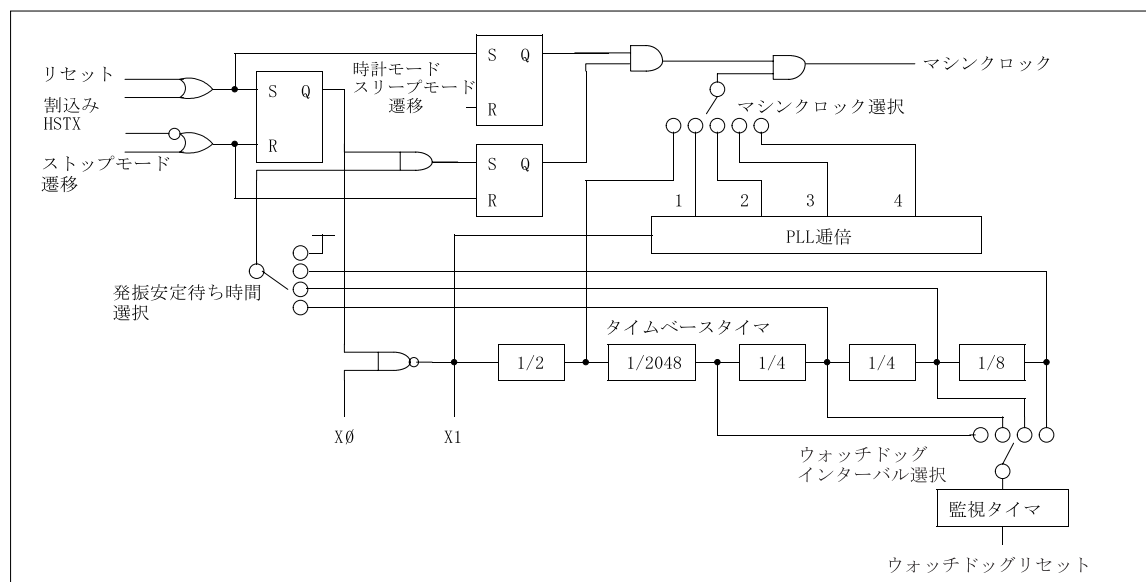 リセット
割込み
HSTX
ストップモード
遷移
S Q
R
時計モード
スリープモード
遷移
S Q
R
S Q
R
マシンクロック
マシンクロック選択
1 2 3 4
PLL逓倍
発振安定待ち時間
選択
タイムベースタイマ
1/2
1/2048
1/4
1/4
1/8
X0
X1
ウォッチドッグ
インターバル選択
監視タイマ
ウォッチドッグリセット